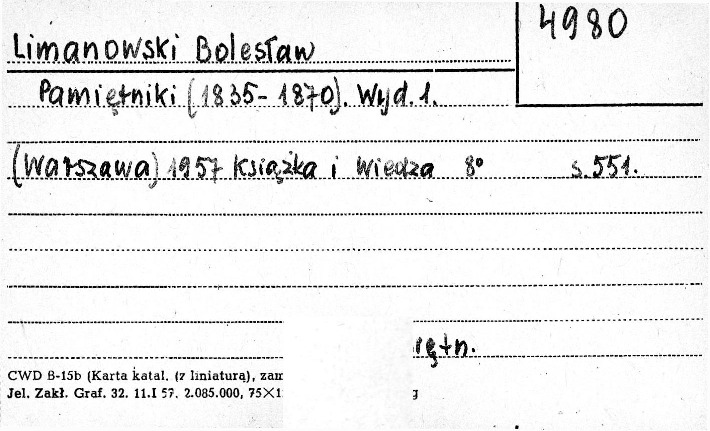 4980
Limanowski Bolesław
Pamiętniki (1835-1870). Wyd. 1.
(Warszawa) 1957 Książka i Wiedza 8° s. 551.
iętn.
CWD B-15b (Karta katal. (z liniaturą), zam
Jel. Zakł. Graf. 32. 11.I 57. 2.085.000, 75×1
g